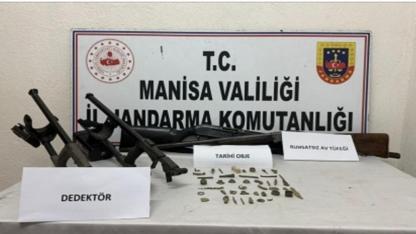 T.C.
MANİSA VALİLİĞİ
İL JANDARMA KOMUTANLIĞI
TARİHİ OBJE
RUHSATSIZ AV TÜFEĞİ
DEDEKTÖR